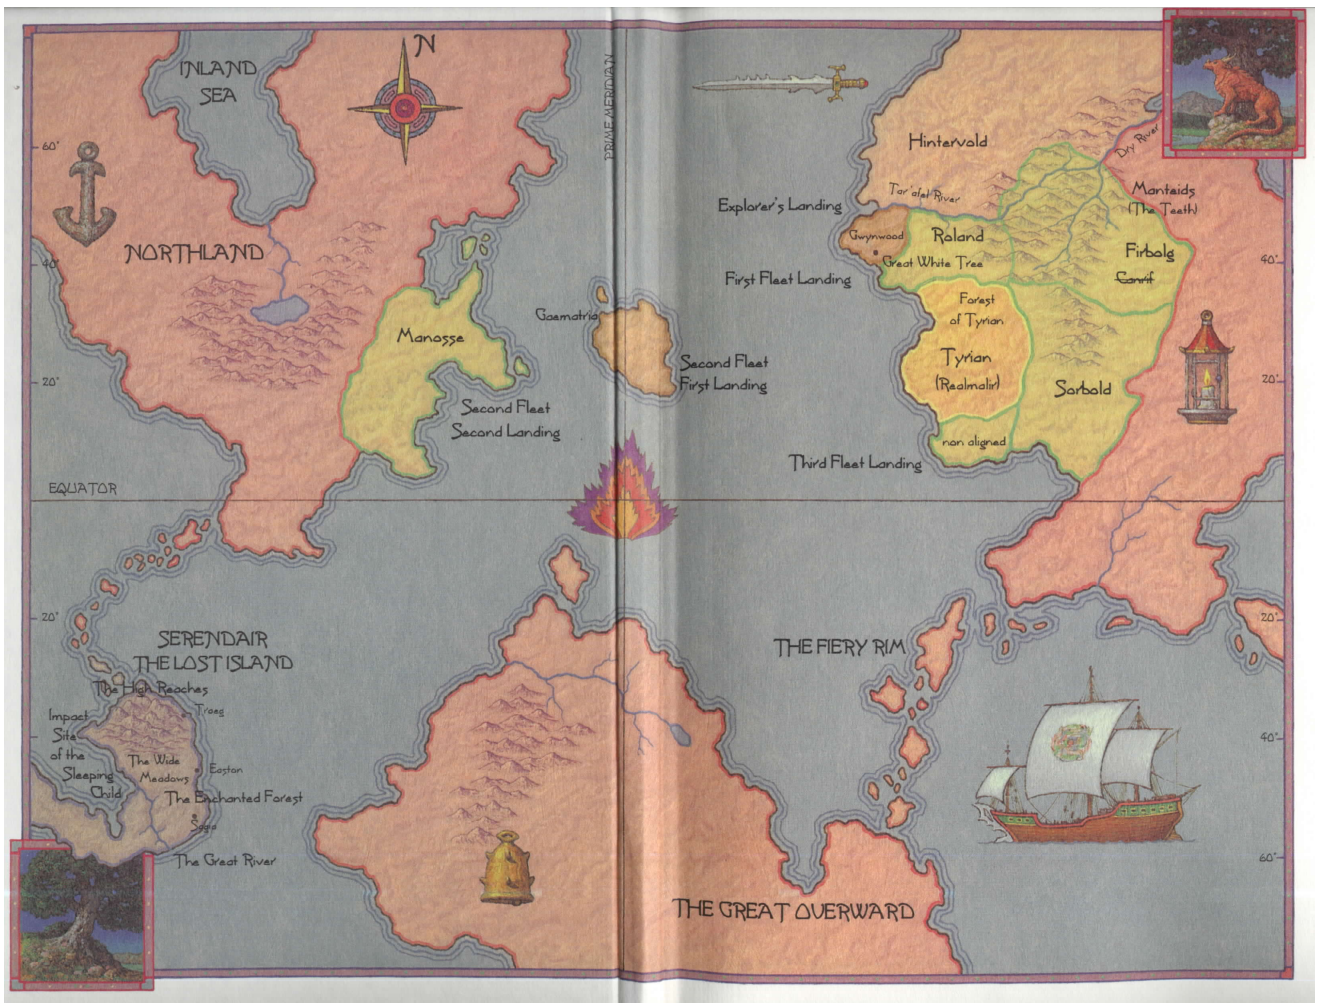 N
INLAND
SEA
PRIME MERIDIAN
60°
Hintervold
Dry River
Tar'afel River
Manteids
(The Teeth)
Explorer's Landing
Gwynwood
Roland
Great White Tree
Firbolg
Canrif
NORTHLAND
40°
40°
First Fleet Landing
Gaematria
Forest
of Tyrian
Manosse
Tyrian
(Realmalir)
Second Fleet
First Landing
20°
20°
Sorbold
Second Fleet
Second Landing
non aligned
Third Fleet Landing
EQUATOR
20°
20°
SERENDAIR
THE LOST ISLAND
THE FIERY RIM
The High Reaches
Traeg
Impact
Site
of the
Sleeping
Child
40°
The Wide
Meadows
Easton
The Enchanted Forest
Sagia
The Great River
60°
THE GREAT OVERWARD